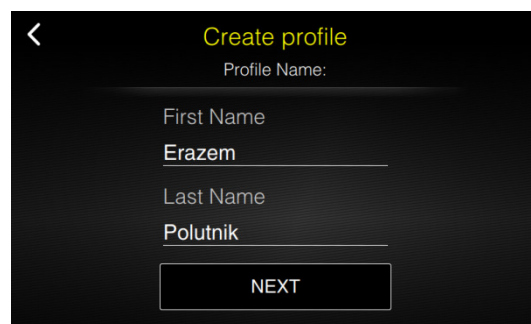 Create profile
Profile Name:
First Name
Erazem
Last Name
Polutnik
NEXT